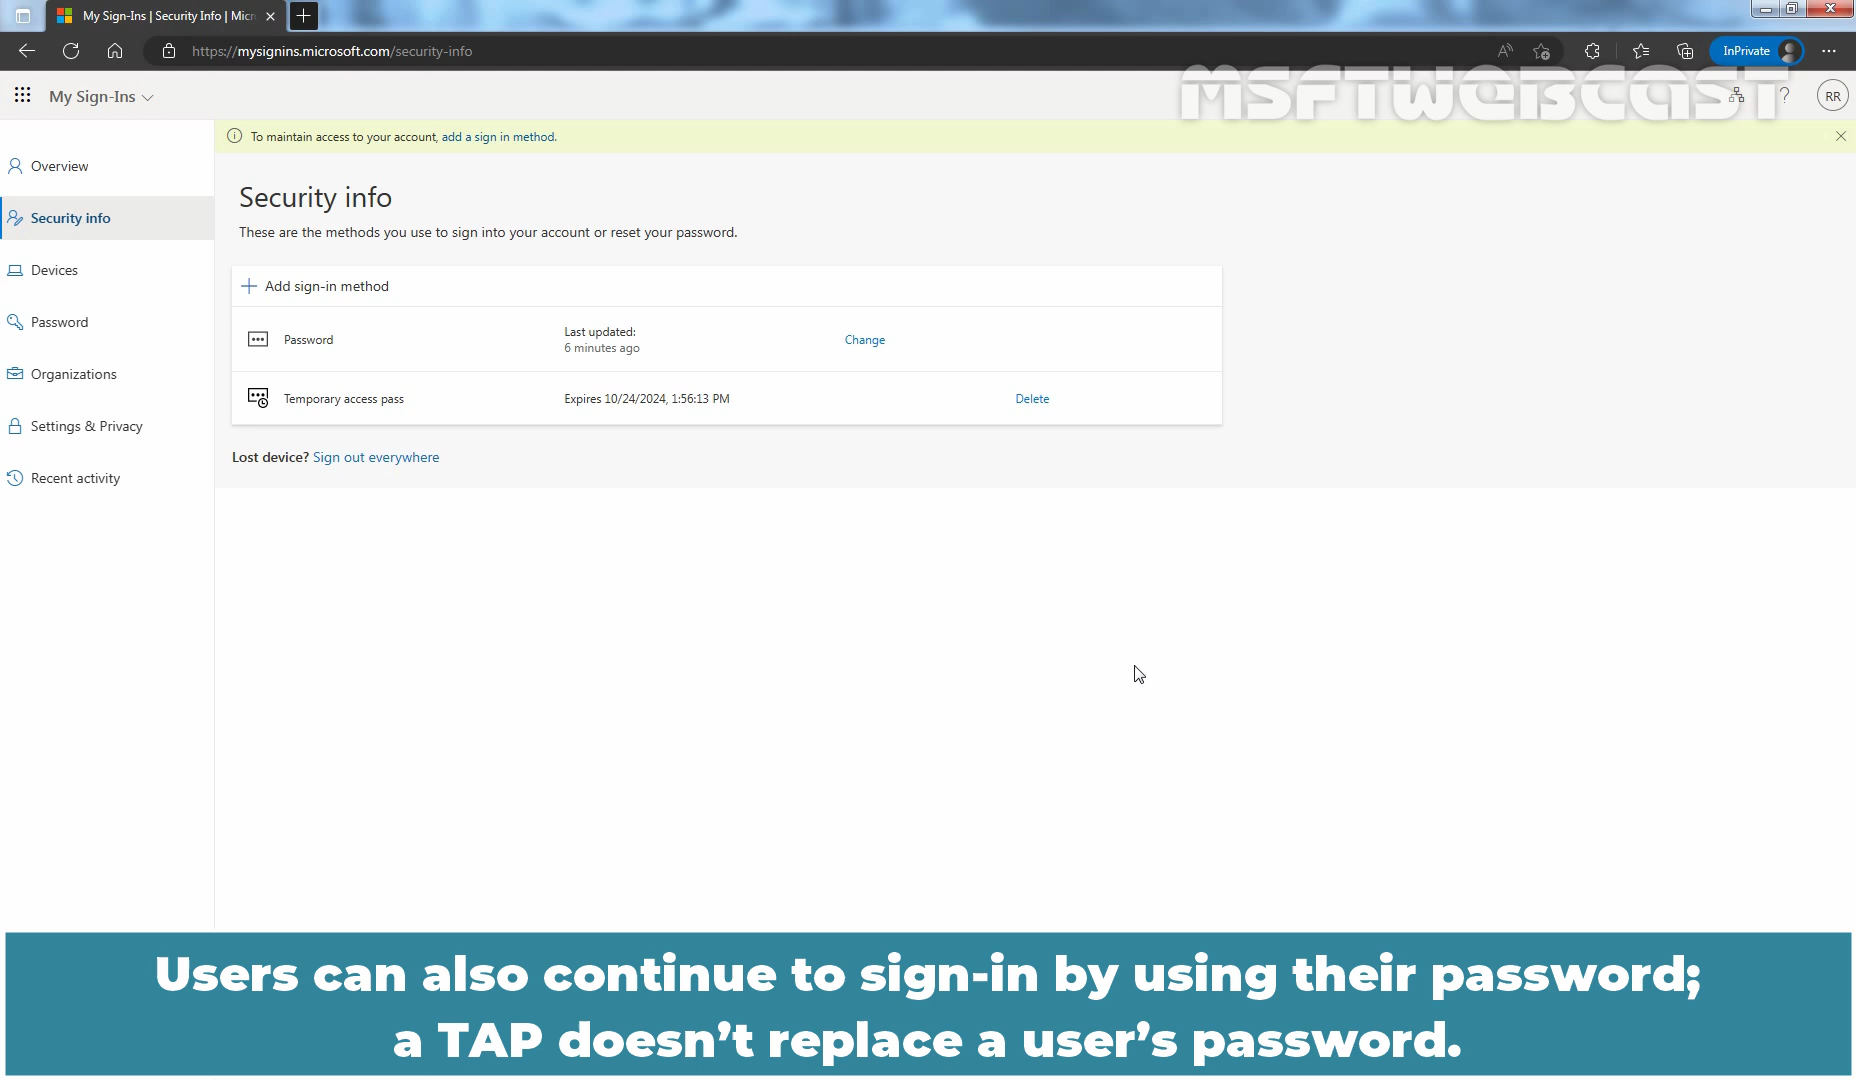 My Sign-Ins | Security Info | Micr
https://mysignins.microsoft.com/security-info
InPrivate
MSFTWEBCAST
My Sign-Ins
RR
To maintain access to your account, add a sign in method.
Overview
Security info
Devices
Password
Organizations
Settings & Privacy
Recent activity
Security info
These are the methods you use to sign into your account or reset your password.
Add sign-in method
Password
Last updated:
6 minutes ago
Change
Temporary access pass
Expires 10/24/2024, 1:56:13 PM
Delete
Lost device? Sign out everywhere
Users can also continue to sign-in by using their password;
a TAP doesn’t replace a user’s password.